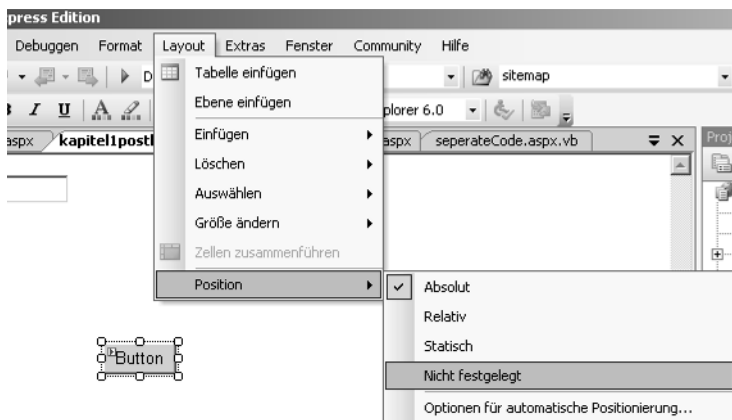 press Edition
Debuggen Format Layout Extras Fenster Community Hilfe
D sitemap
I U A plorer 6.0
aspx kapitel1post aspx seperateCode.aspx.vb Proj
Tabelle einfügen
Ebene einfügen
Einfügen
Löschen
Auswählen
Größe ändern
Zellen zusammenführen
Position
Absolut
Relativ
Statisch
Nicht festgelegt
Optionen für automatische Positionierung...
Button